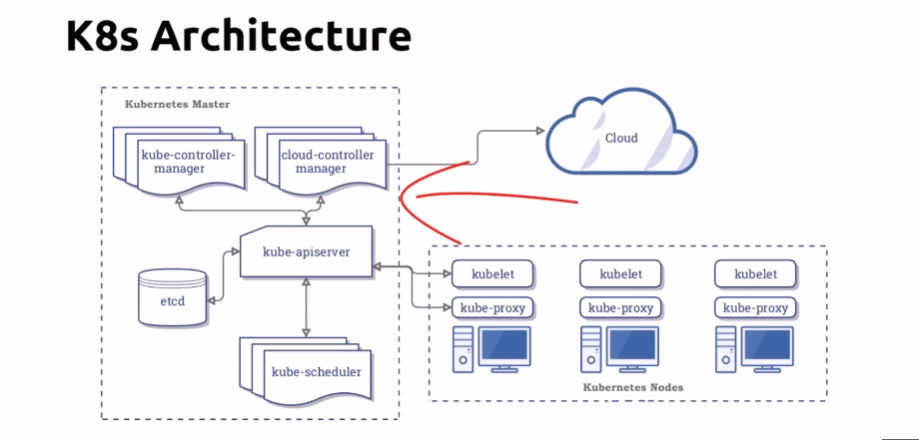 K8s Architecture
Kubernetes Master
kube-controller-
manager
cloud-controller
manager
Cloud
kube-apiserver
etcd
kube-scheduler
kubelet
kubelet
kubelet
kube-proxy
kube-proxy
kube-proxy
Kubernetes Nodes